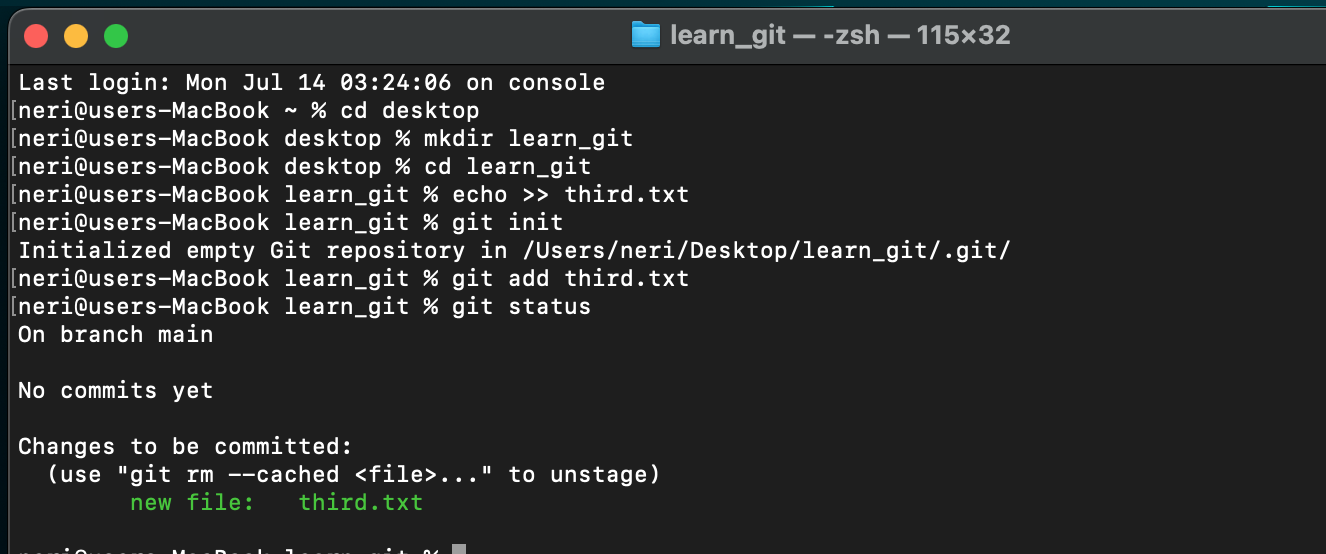 learn_git — -zsh — 115×32
Last login: Mon Jul 14 03:24:06 on console
[neri@users-MacBook ~ % cd desktop
[neri@users-MacBook desktop % mkdir learn_git
[neri@users-MacBook desktop % cd learn_git
[neri@users-MacBook learn_git % echo >> third.txt
[neri@users-MacBook learn_git % git init
Initialized empty Git repository in /Users/neri/Desktop/learn_git/.git/
[neri@users-MacBook learn_git % git add third.txt
[neri@users-MacBook learn_git % git status
On branch main
No commits yet
Changes to be committed:
  (use "git rm --cached <file>..." to unstage)
        new file:   third.txt
neri@users-MacBook learn_git %